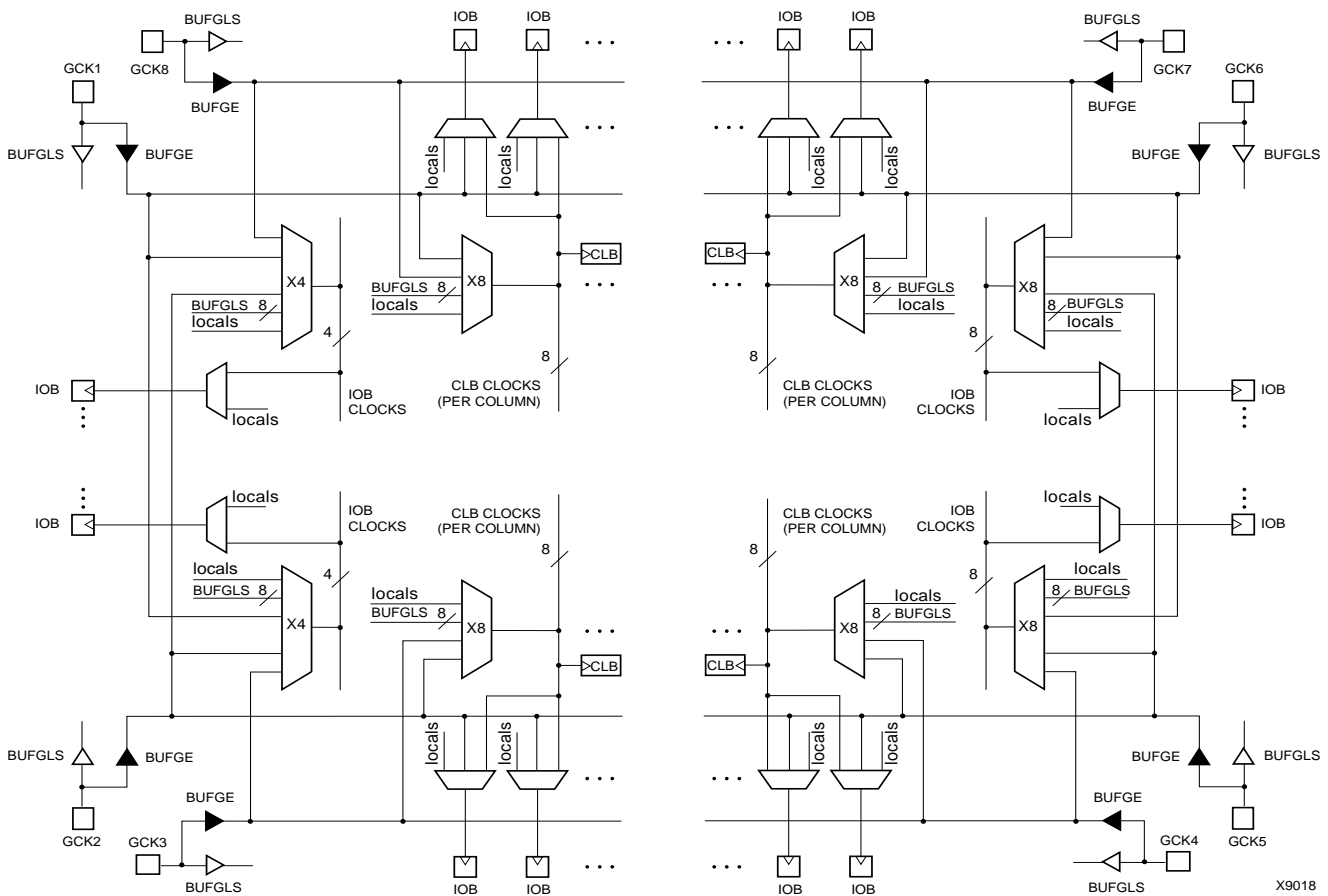 BUFGLS IOB IOB IOB IOB BUFGLS
GCK8 GCK7
GCK1 BUFGE BUFGE GCK6
BUFGLS BUFGE BUFGE BUFGLS
locals locals locals locals
CLB CLB
X4 X8 X8 X8
BUFGLS 8 BUFGLS 8 8 BUFGLS 8 BUFGLS
locals locals locals locals
4 8 8 8
IOB IOB CLOCKS CLB CLOCKS (PER COLUMN) CLB CLOCKS (PER COLUMN) IOB CLOCKS IOB
locals locals
locals locals
IOB IOB CLOCKS CLB CLOCKS (PER COLUMN) CLB CLOCKS (PER COLUMN) IOB CLOCKS IOB
4 8 8 8
locals locals locals locals
BUFGLS 8 BUFGLS 8 8 BUFGLS 8 BUFGLS
X4 X8 X8 X8
CLB CLB
locals locals locals locals
BUFGLS BUFGE BUFGE BUFGLS
GCK2 BUFGE BUFGE GCK5
GCK3 GCK4
BUFGLS IOB IOB IOB IOB BUFGLS
X9018